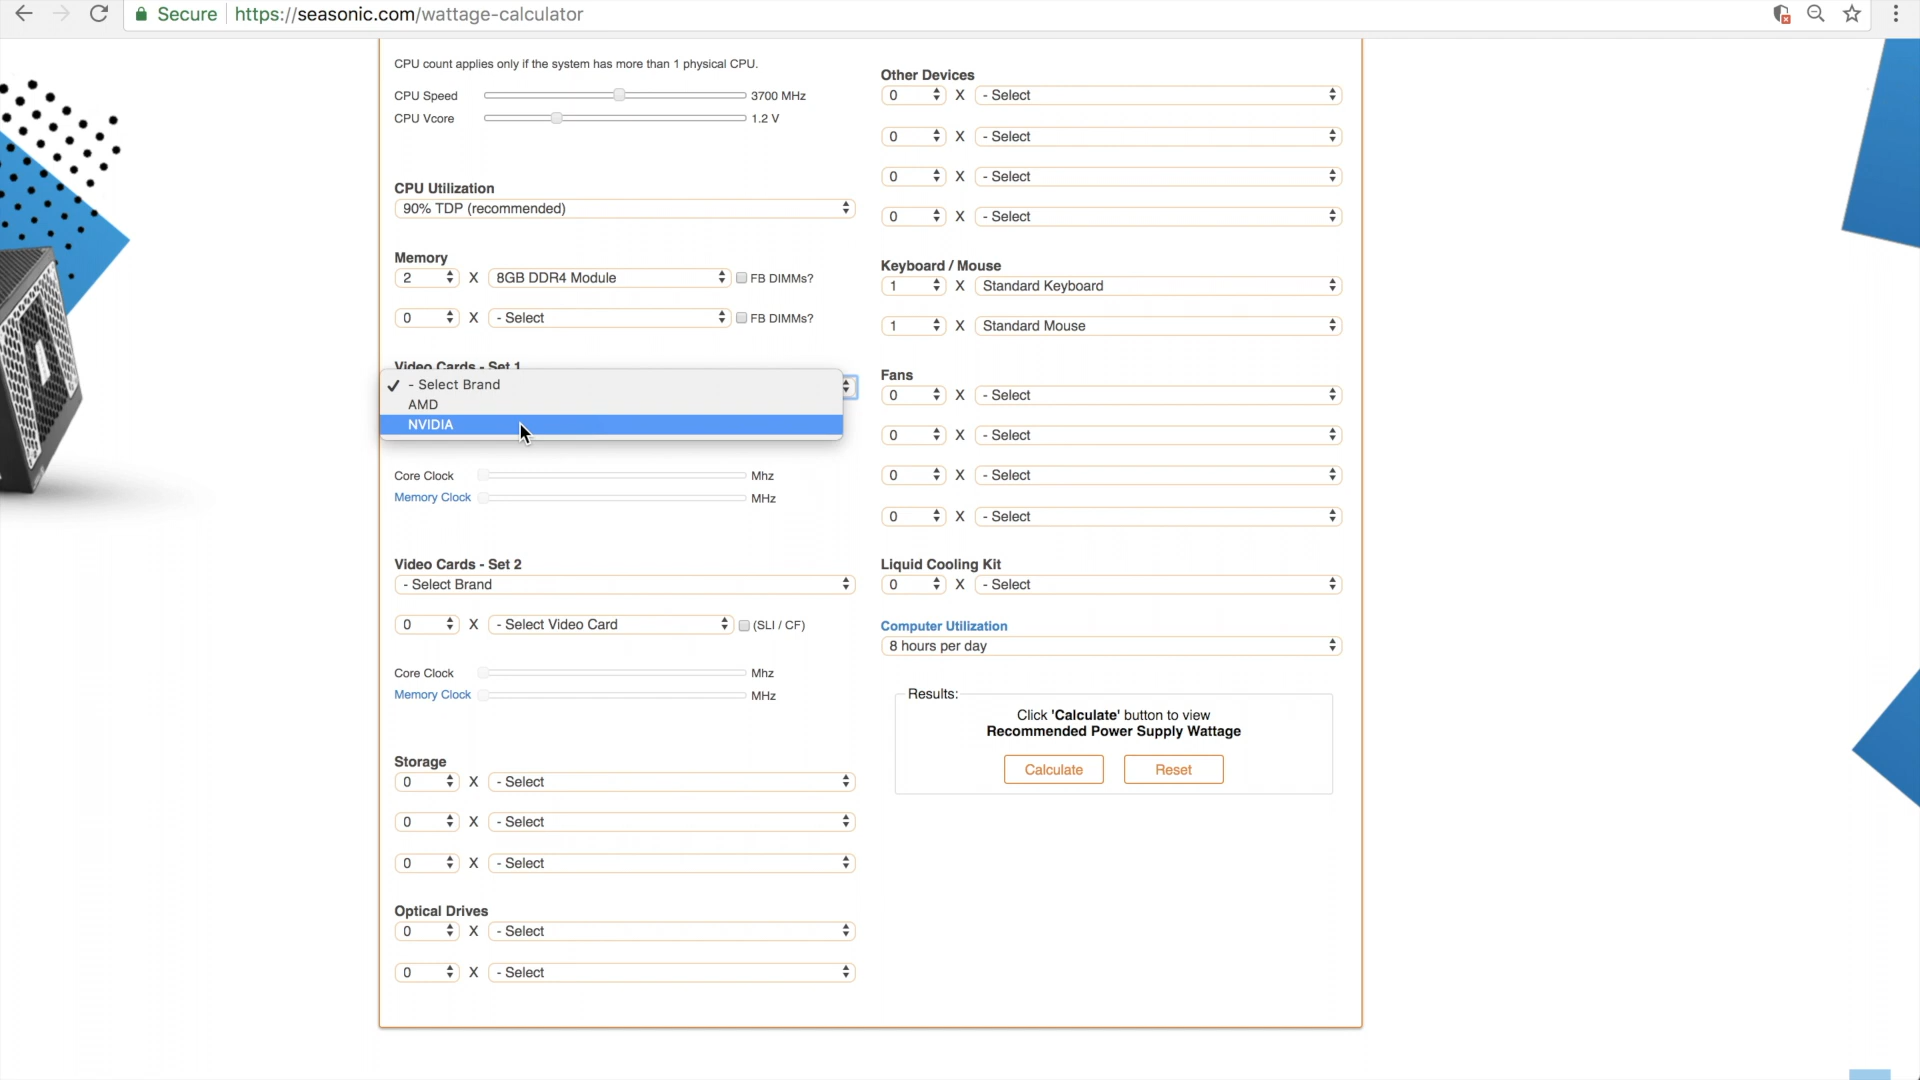 Secure
https://seasonic.com/wattage-calculator
CPU count applies only if the system has more than 1 physical CPU.
CPU Speed 3700 MHz
CPU Vcore 1.2 V
CPU Utilization
90% TDP (recommended)
Memory
2 X 8GB DDR4 Module FB DIMMs?
0 X - Select FB DIMMs?
Video Cards - Set 1
✓ - Select Brand
AMD
NVIDIA
Core Clock Mhz
Memory Clock MHz
Video Cards - Set 2
- Select Brand
0 X - Select Video Card (SLI / CF)
Core Clock Mhz
Memory Clock MHz
Storage
0 X - Select
0 X - Select
0 X - Select
Optical Drives
0 X - Select
0 X - Select
Other Devices
0 X - Select
0 X - Select
0 X - Select
0 X - Select
Keyboard / Mouse
1 X Standard Keyboard
1 X Standard Mouse
Fans
0 X - Select
0 X - Select
0 X - Select
0 X - Select
Liquid Cooling Kit
0 X - Select
Computer Utilization
8 hours per day
Results:
Click 'Calculate' button to view
Recommended Power Supply Wattage
Calculate Reset